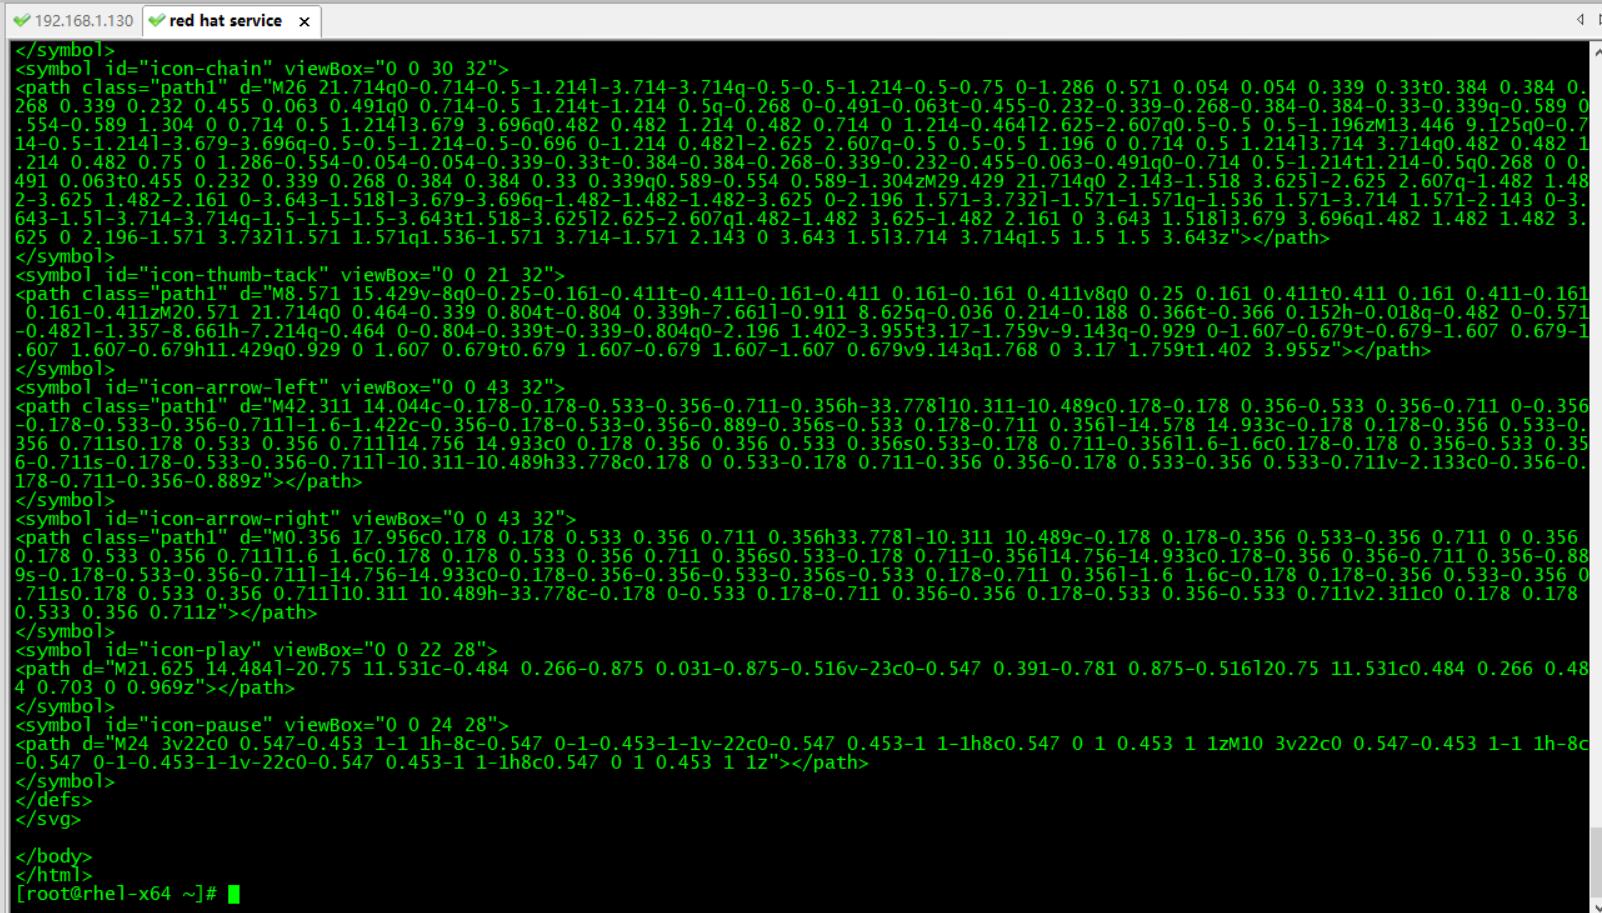 192.168.1.130
red hat service
</symbol>
<symbol id="icon-chain" viewBox="0 0 30 32">
<path class="path1" d="M26 21.714q0-0.714-0.5-1.214l-3.714-3.714q-0.5-0.5-1.214-0.5-0.75 0-1.286 0.571 0.054 0.054 0.339 0.33t0.384 0.384 0.
268 0.339 0.232 0.455 0.063 0.491q0 0.714-0.5 1.214t-1.214 0.5q-0.268 0-0.491-0.063t-0.455-0.232-0.339-0.268-0.384-0.384-0.33-0.339q-0.589 0
.554-0.589 1.304 0 0.714 0.5 1.214l3.679 3.696q0.482 0.482 1.214 0.482 0.714 0 1.214-0.464l2.625-2.607q0.5-0.5 0.5-1.196zM13.446 9.125q0-0.7
14-0.5-1.214l-3.679-3.696q-0.5-0.5-1.214-0.5-0.696 0-1.214 0.482l-2.625 2.607q-0.5 0.5-0.5 1.196 0 0.714 0.5 1.214l3.714 3.714q0.482 0.482 1
.214 0.482 0.75 0 1.286-0.554-0.054-0.054-0.339-0.33t-0.384-0.384-0.268-0.339-0.232-0.455-0.063-0.491q0-0.714 0.5-1.214t1.214-0.5q0.268 0 0.
491 0.063t0.455 0.232 0.339 0.268 0.384 0.384 0.33 0.339q0.589-0.554 0.589-1.304zM29.429 21.714q0 2.143-1.518 3.625l-2.625 2.607q-1.482 1.48
2-3.625 1.482-2.161 0-3.643-1.518l-3.679-3.696q-1.482-1.482-1.482-3.625 0-2.196 1.571-3.732l-1.571-1.571q-1.536 1.571-3.714 1.571-2.143 0-3.
643-1.5l-3.714-3.714q-1.5-1.5-1.5-3.643t1.518-3.625l2.625-2.607q1.482-1.482 3.625-1.482 2.161 0 3.643 1.518l3.679 3.696q1.482 1.482 1.482 3.
625 0 2.196-1.571 3.732l1.571 1.571q1.536-1.571 3.714-1.571 2.143 0 3.643 1.5l3.714 3.714q1.5 1.5 1.5 3.643z"></path>
</symbol>
<symbol id="icon-thumb-tack" viewBox="0 0 21 32">
<path class="path1" d="M8.571 15.429v-8q0-0.25-0.161-0.411t-0.411-0.161-0.411 0.161-0.161 0.411v8q0 0.25 0.161 0.411t0.411 0.161 0.411-0.161
0.161-0.411zM20.571 21.714q0 0.464-0.339 0.804t-0.804 0.339h-7.661l-0.911 8.625q-0.036 0.214-0.188 0.366t-0.366 0.152h-0.018q-0.482 0-0.571
-0.482l-1.357-8.661h-7.214q-0.464 0-0.804-0.339t-0.339-0.804q0-2.196 1.402-3.955t3.17-1.759v-9.143q-0.929 0-1.607-0.679t-0.679-1.607 0.679-1
.607 1.607-0.679h11.429q0.929 0 1.607 0.679t0.679 1.607-0.679 1.607-1.607 0.679v9.143q1.768 0 3.17 1.759t1.402 3.955z"></path>
</symbol>
<symbol id="icon-arrow-left" viewBox="0 0 43 32">
<path class="path1" d="M42.311 14.044c-0.178-0.178-0.533-0.356-0.711-0.356h-33.778l10.311-10.489c0.178-0.178 0.356-0.533 0.356-0.711 0-0.356
-0.178-0.533-0.356-0.711l-1.6-1.422c-0.356-0.178-0.533-0.356-0.889-0.356s-0.533 0.178-0.711 0.356l-14.578 14.933c-0.178 0.178-0.356 0.533-0.
356 0.711s0.178 0.533 0.356 0.711l14.756 14.933c0 0.178 0.356 0.356 0.533 0.356s0.533-0.178 0.711-0.356l1.6-1.6c0.178-0.178 0.356-0.533 0.35
6-0.711s-0.178-0.533-0.356-0.711l-10.311-10.489h33.778c0.178 0 0.533-0.178 0.711-0.356 0.356-0.178 0.533-0.356 0.533-0.711v-2.133c0-0.356-0.
178-0.711-0.356-0.889z"></path>
</symbol>
<symbol id="icon-arrow-right" viewBox="0 0 43 32">
<path class="path1" d="M0.356 17.956c0.178 0.178 0.533 0.356 0.711 0.356h33.778l-10.311 10.489c-0.178 0.178-0.356 0.533-0.356 0.711 0 0.356
0.178 0.533 0.356 0.711l1.6 1.6c0.178 0.178 0.533 0.356 0.711 0.356s0.533-0.178 0.711-0.356l14.756-14.933c0.178-0.356 0.356-0.711 0.356-0.88
9s-0.178-0.533-0.356-0.711l-14.756-14.933c0-0.178-0.356-0.356-0.533-0.356s-0.533 0.178-0.711 0.356l-1.6 1.6c-0.178 0.178-0.356 0.533-0.356 0
.711s0.178 0.533 0.356 0.711l10.311 10.489h-33.778c-0.178 0-0.533 0.178-0.711 0.356-0.356 0.178-0.533 0.356-0.533 0.711v2.311c0 0.178 0.178
0.533 0.356 0.711z"></path>
</symbol>
<symbol id="icon-play" viewBox="0 0 22 28">
<path d="M21.625 14.484l-20.75 11.531c-0.484 0.266-0.875 0.031-0.875-0.516v-23c0-0.547 0.391-0.781 0.875-0.516l20.75 11.531c0.484 0.266 0.48
4 0.703 0 0.969z"></path>
</symbol>
<symbol id="icon-pause" viewBox="0 0 24 28">
<path d="M24 3v22c0 0.547-0.453 1-1 1h-8c-0.547 0-1-0.453-1-1v-22c0-0.547 0.453-1 1-1h8c0.547 0 1 0.453 1 1zM10 3v22c0 0.547-0.453 1-1 1h-8c
-0.547 0-1-0.453-1-1v-22c0-0.547 0.453-1 1-1h8c0.547 0 1 0.453 1 1z"></path>
</symbol>
</defs>
</svg>
</body>
</html>
[root@rhel-x64 ~]#